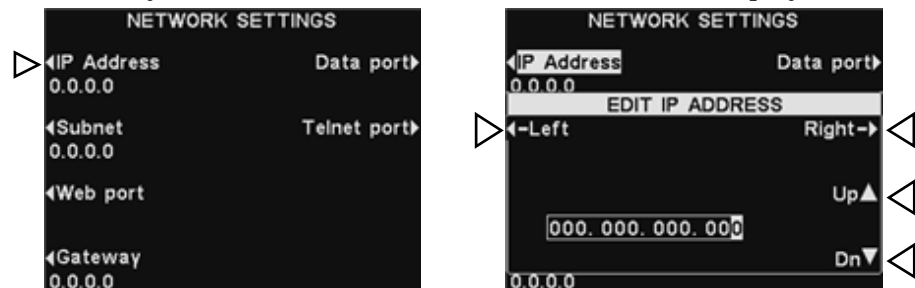 NETWORK SETTINGS
◀IP Address Data port▶
0.0.0.0
◀Subnet Telnet port▶
0.0.0.0
◀Web port
◀Gateway
0.0.0.0
NETWORK SETTINGS
◀IP Address Data port▶
0.0.0.0
EDIT IP ADDRESS
◀-Left Right-▶
Up▲
000. 000. 000. 000
Dn▼
0.0.0.0